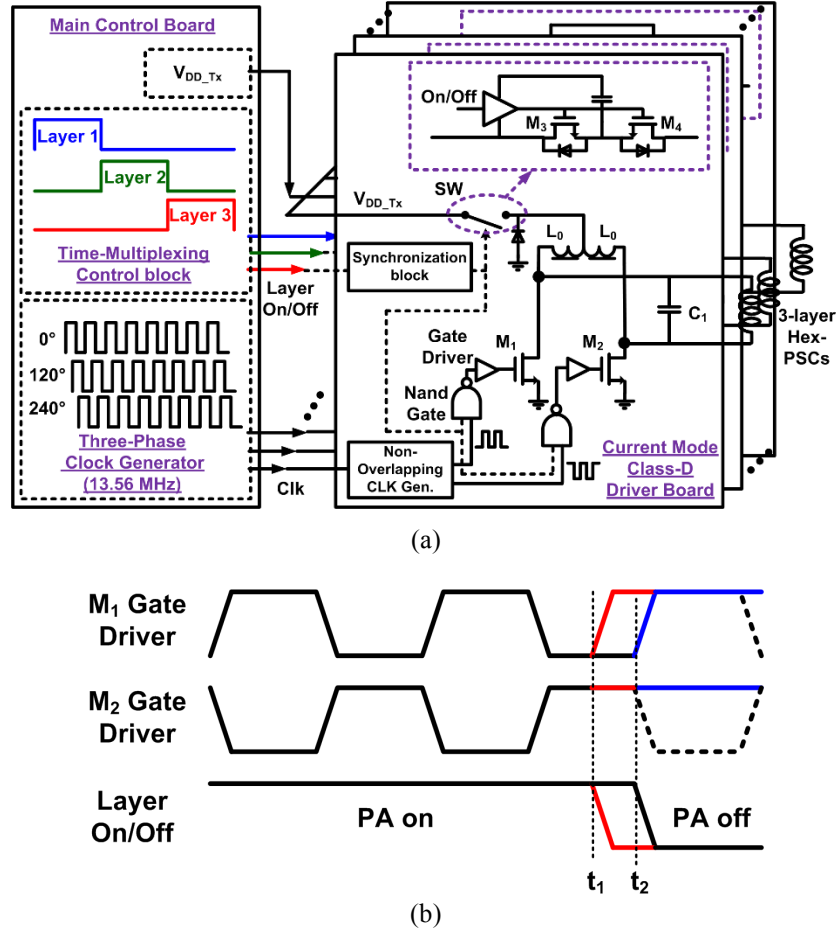 Main Control Board
V_DD_Tx
Layer 1
Layer 2
Layer 3
Time-Multiplexing
Control block
Layer
On/Off
0°
120°
240°
Three-Phase
Clock Generator
(13.56 MHz)
Clk
On/Off
M₃
M₄
V_DD_Tx
SW
Synchronization
block
L₀
L₀
C₁
Gate
Driver
M₁
M₂
Nand
Gate
Non-
Overlapping
CLK Gen.
Current Mode
Class-D
Driver Board
3-layer
Hex-
PSCs
(a)
M₁ Gate
Driver
M₂ Gate
Driver
Layer
On/Off
PA on
PA off
t₁
t₂
(b)